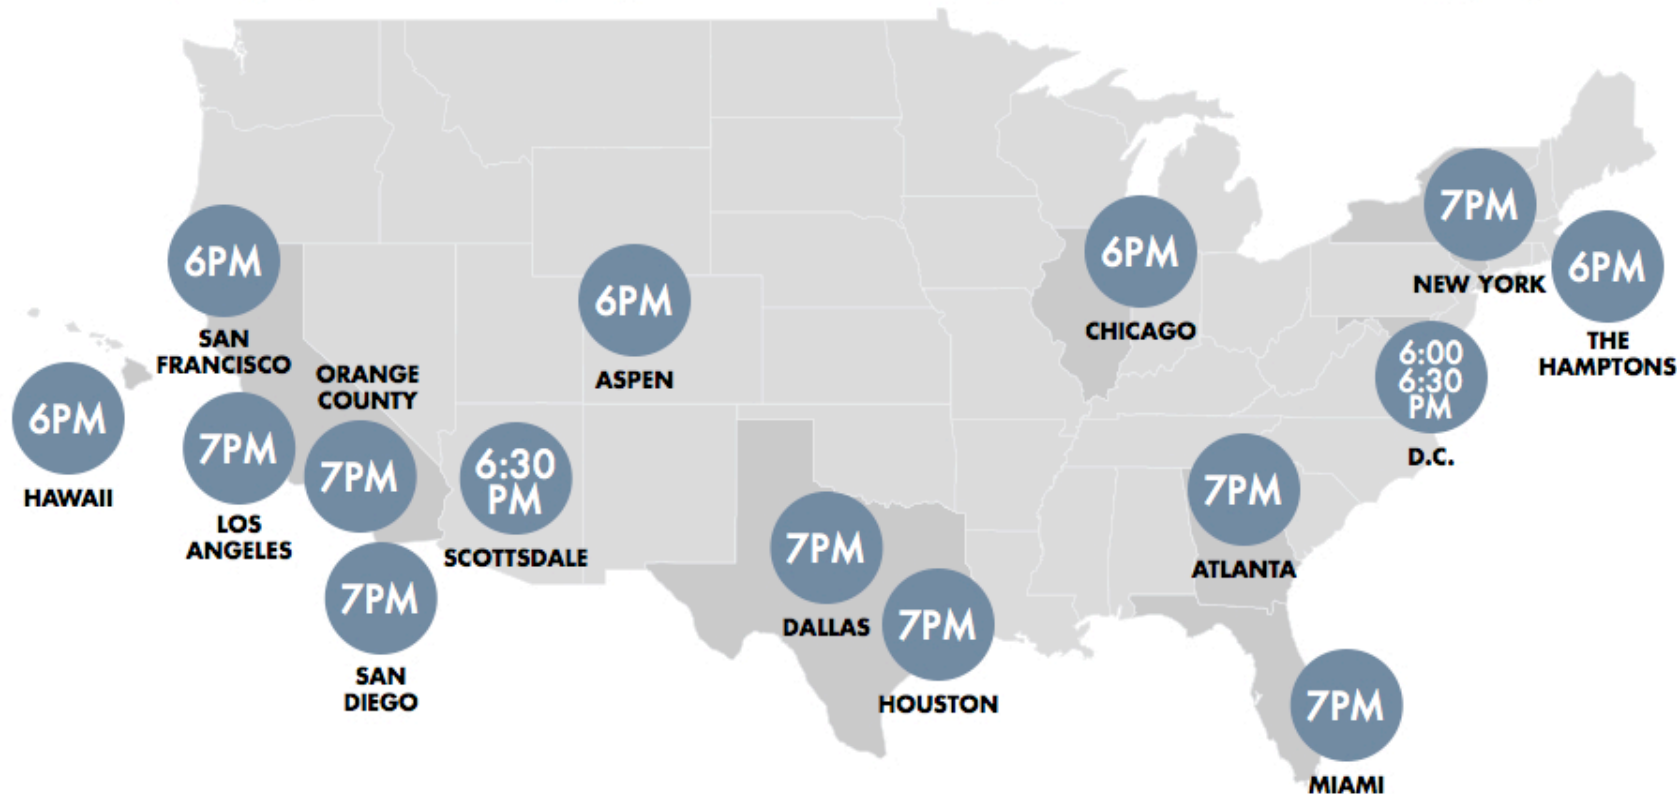 6PM
SAN
FRANCISCO
6PM
HAWAII
7PM
LOS
ANGELES
ORANGE
COUNTY
7PM
7PM
SAN
DIEGO
6:30
PM
SCOTTSDALE
6PM
ASPEN
7PM
DALLAS
7PM
HOUSTON
6PM
CHICAGO
7PM
NEW YORK
6PM
THE
HAMPTONS
6:00
6:30
PM
D.C.
7PM
ATLANTA
7PM
MIAMI